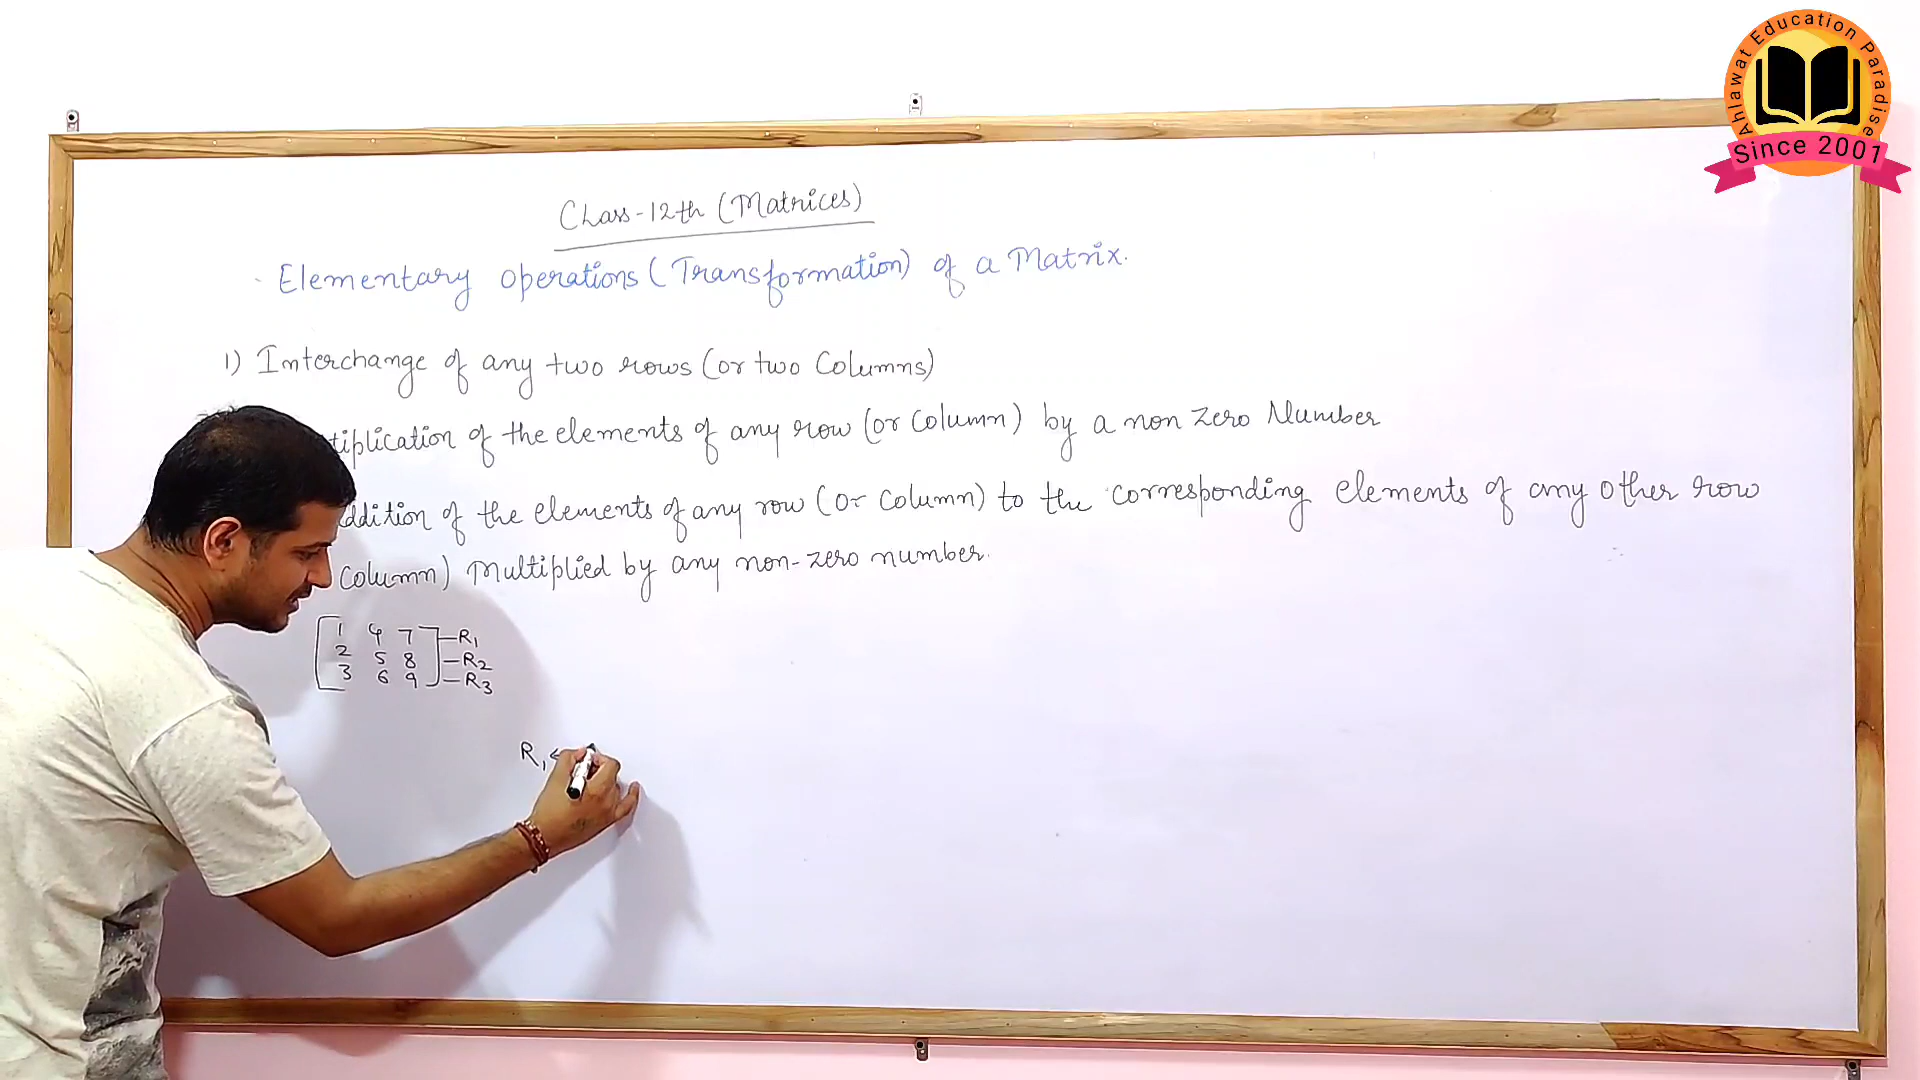 Ahlawat Education Paradise
Since 2001
Class-12th (Matrices)
Elementary operations (Transformation) of a Matrix.
1) Interchange of any two rows (or two Columns)
tiplication of the elements of any row (or Column) by a non zero Number
ddition of the elements of any row (or column) to the corresponding elements of any other row
Column) Multiplied by any non-zero number.
1 4 7 -R1
2 5 8 -R2
3 6 9 -R3
R1 <